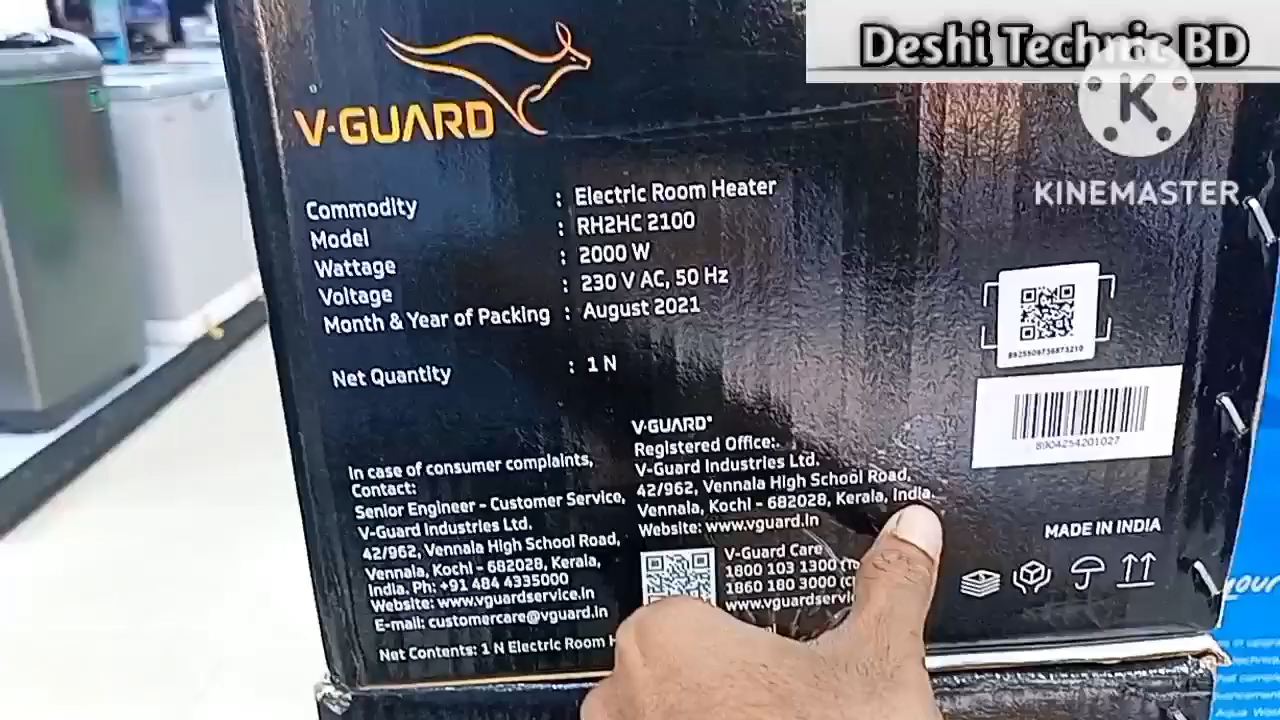 Deshi Technic BD
K
KINEMASTER
V-GUARD
Commodity : Electric Room Heater
Model : RH2HC 2100
Wattage : 2000 W
Voltage : 230 V AC, 50 Hz
Month & Year of Packing : August 2021
Net Quantity : 1 N
In case of consumer complaints,
Contact:
Senior Engineer - Customer Service,
V-Guard Industries Ltd.
42/962, Vennala High School Road,
Vennala, Kochi - 682028, Kerala,
India. Ph: +91 484 4335000
Website: www.vguardservice.in
E-mail: customercare@vguard.in
Net Contents: 1 N Electric Room
V-GUARD
Registered Office:
V-Guard Industries Ltd.
42/962, Vennala High School Road,
Vennala, Kochi - 682028, Kerala, India.
Website: www.vguard.in
V-Guard Care
1800 103 1300
1860 180 3000
8904254201027
MADE IN INDIA
your